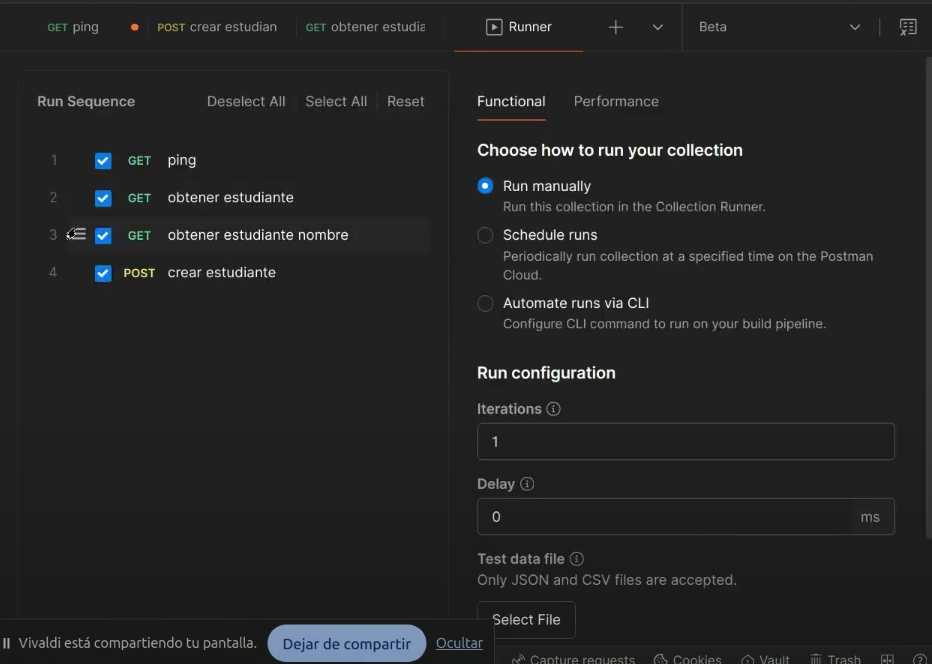 GET ping
POST crear estudian
GET obtener estudia
Runner
Beta
Run Sequence
Deselect All
Select All
Reset
1 GET ping
2 GET obtener estudiante
3 GET obtener estudiante nombre
4 POST crear estudiante
Functional
Performance
Choose how to run your collection
Run manually
Run this collection in the Collection Runner.
Schedule runs
Periodically run collection at a specified time on the Postman
Cloud.
Automate runs via CLI
Configure CLI command to run on your build pipeline.
Run configuration
Iterations
1
Delay
0 ms
Test data file
Only JSON and CSV files are accepted.
Select File
Vivaldi está compartiendo tu pantalla.
Dejar de compartir
Ocultar
Capture requests
Cookies
Vault
Trash